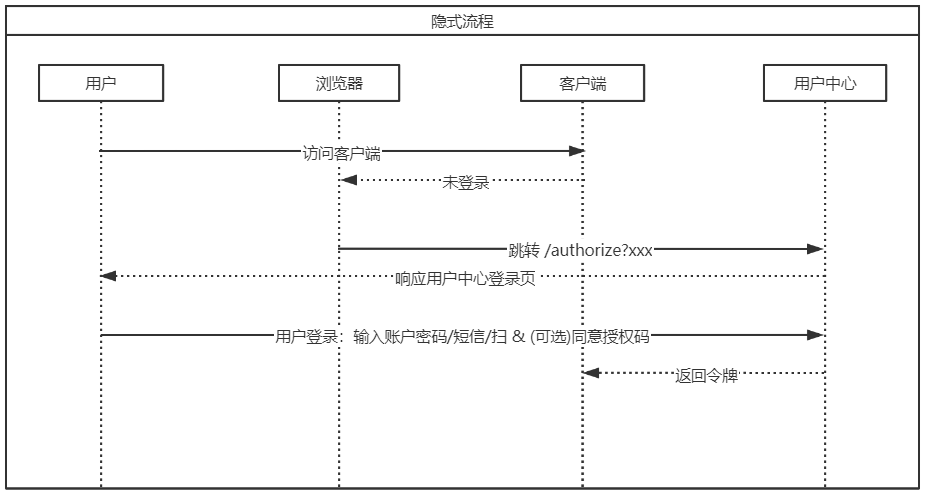 隐式流程
用户
浏览器
客户端
用户中心
访问客户端
未登录
跳转 /authorize?xxx
响应用户中心登录页
用户登录：输入账户密码/短信/扫 & (可选)同意授权码
返回令牌